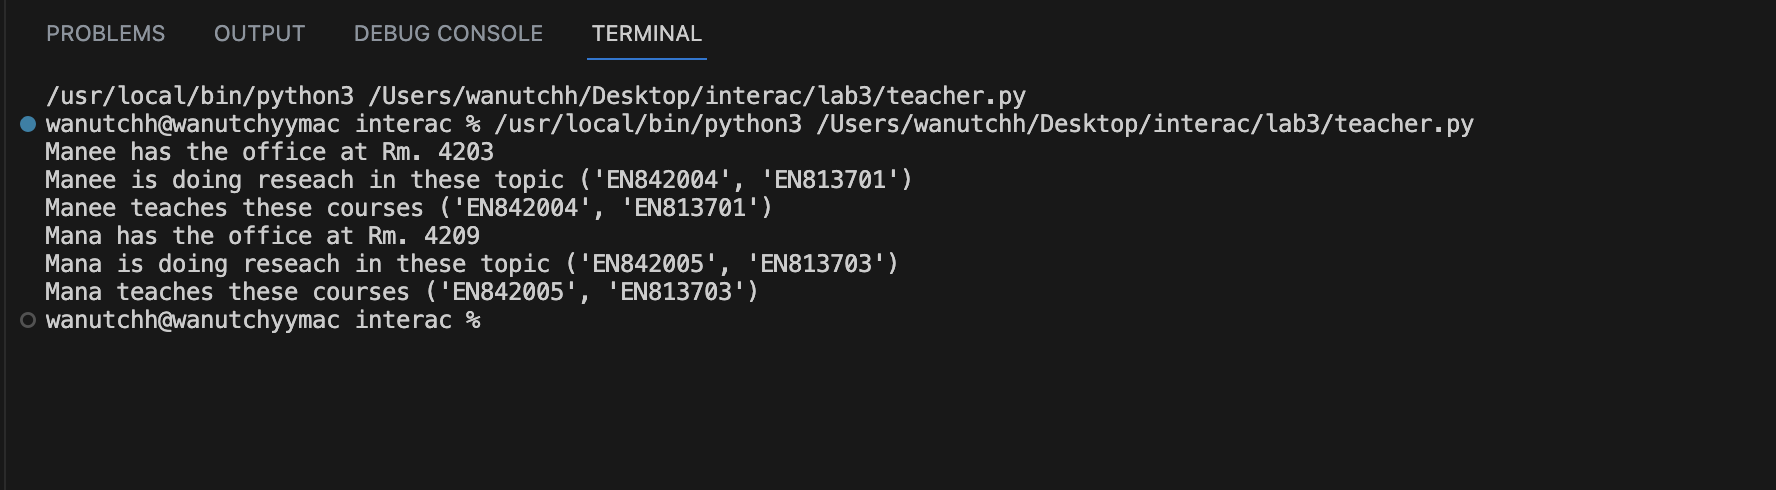 PROBLEMS OUTPUT DEBUG CONSOLE TERMINAL
/usr/local/bin/python3 /Users/wanutchh/Desktop/interac/lab3/teacher.py
wanutchh@wanutchyymac interac % /usr/local/bin/python3 /Users/wanutchh/Desktop/interac/lab3/teacher.py
Manee has the office at Rm. 4203
Manee is doing reseach in these topic ('EN842004', 'EN813701')
Manee teaches these courses ('EN842004', 'EN813701')
Mana has the office at Rm. 4209
Mana is doing reseach in these topic ('EN842005', 'EN813703')
Mana teaches these courses ('EN842005', 'EN813703')
wanutchh@wanutchyymac interac %